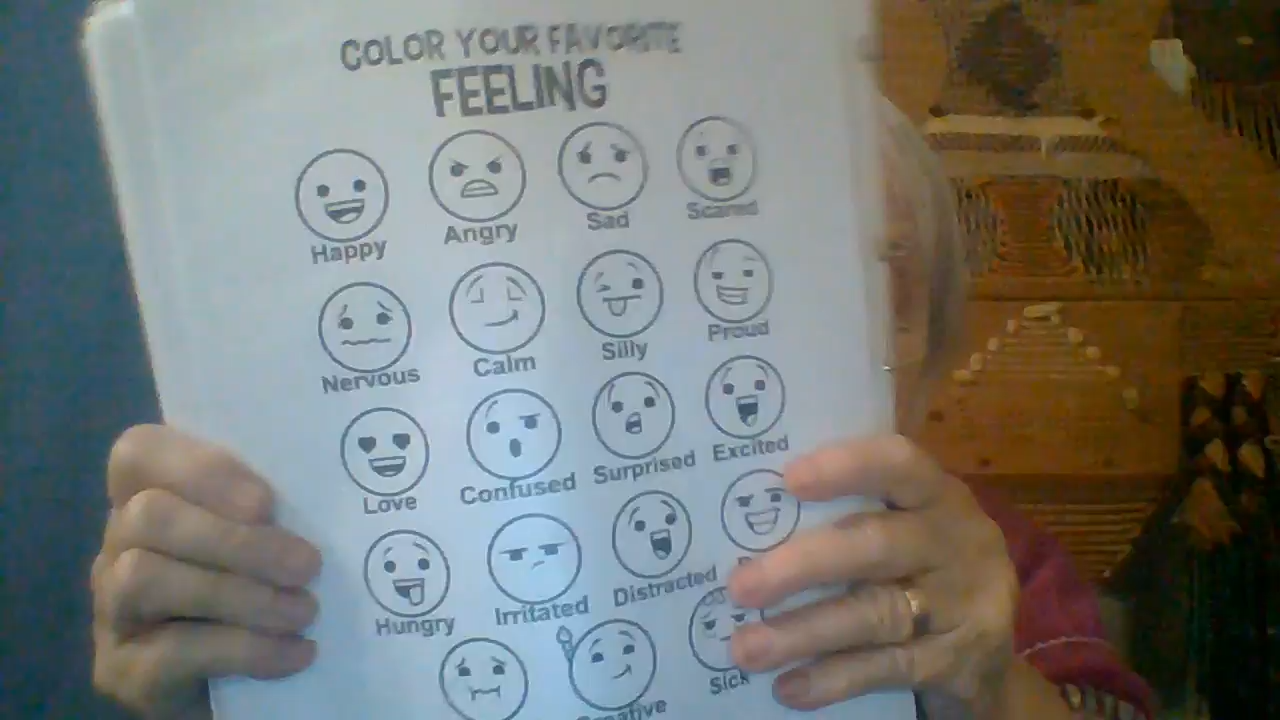 COLOR YOUR FAVORITE
FEELING
Happy Angry Sad Scared
Nervous Calm Silly Proud
Love Confused Surprised Excited
Hungry Irritated Distracted
Creative Sick